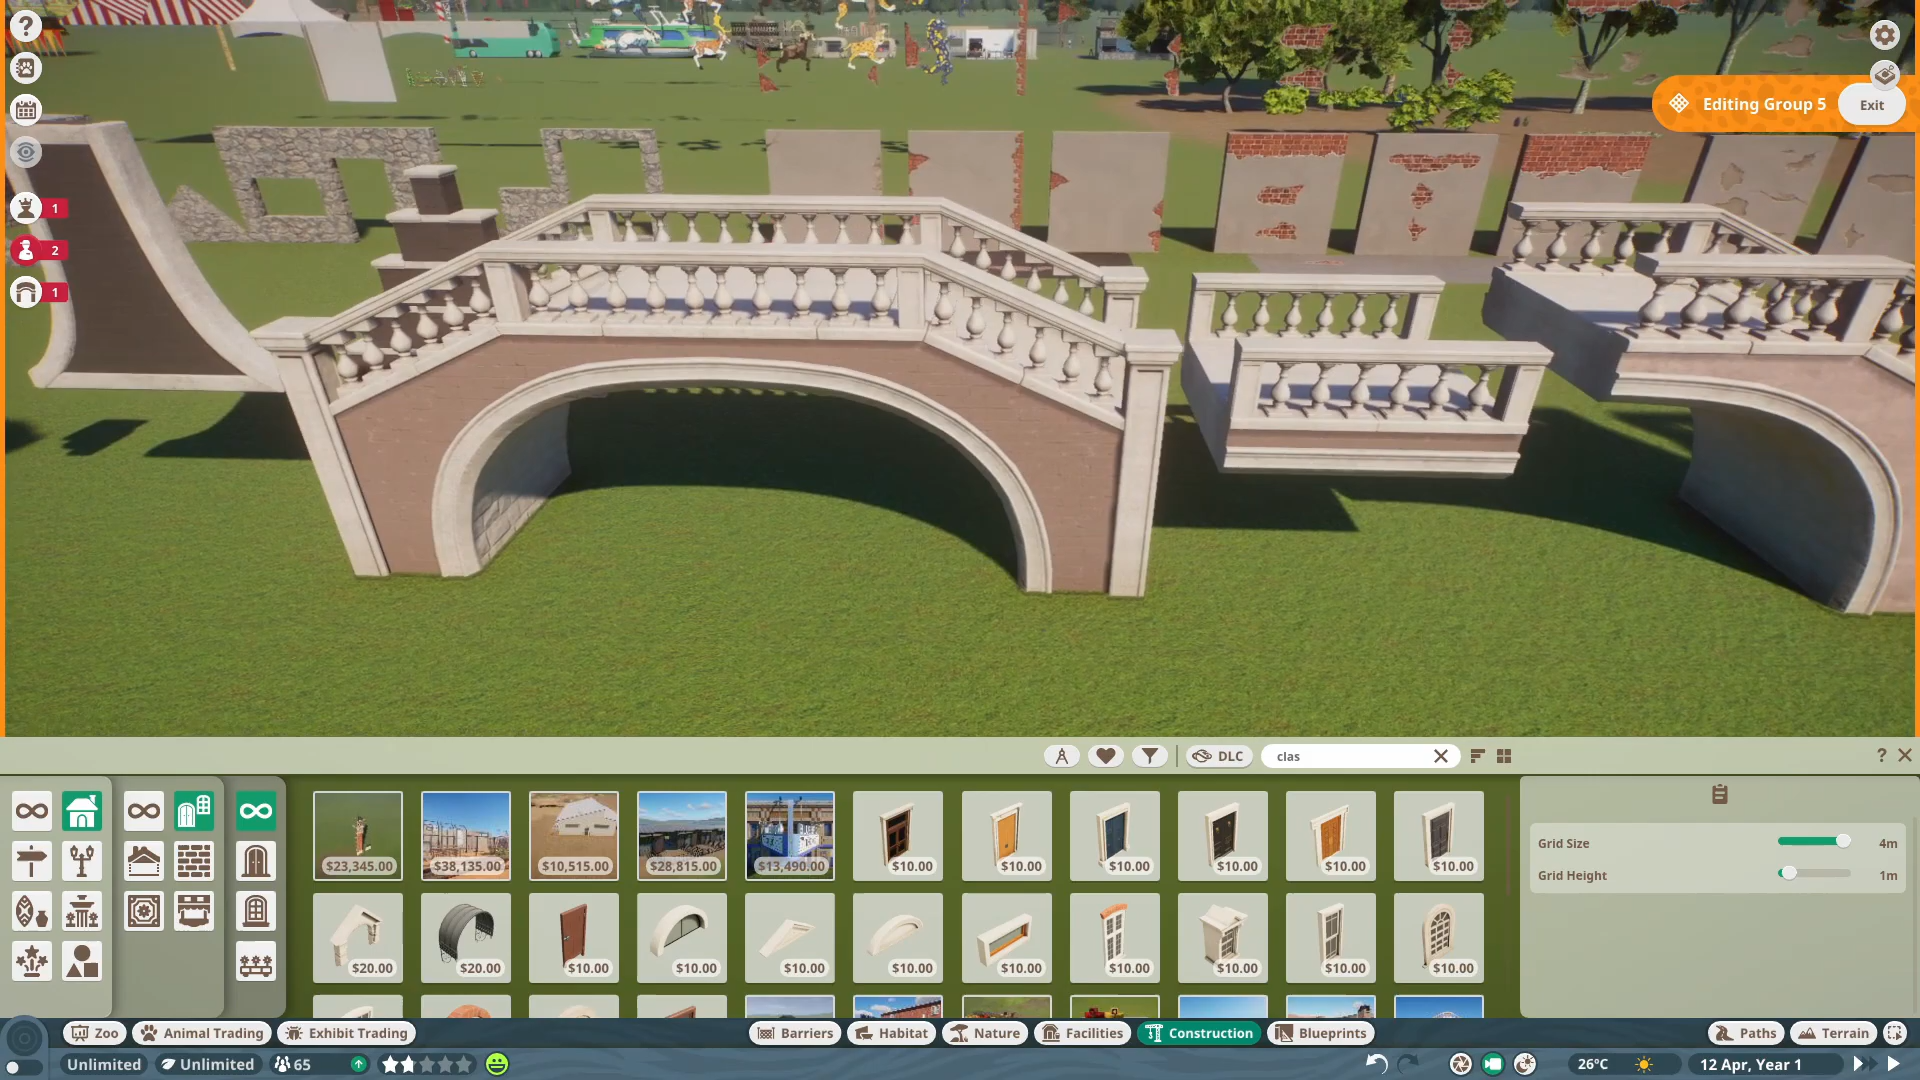 ?
Editing Group 5
Exit
1
2
1
DLC
clas
?
$23,345.00
$38,135.00
$10,515.00
$28,815.00
$13,490.00
$10.00
$10.00
$10.00
$10.00
$10.00
$10.00
$20.00
$20.00
$10.00
$10.00
$10.00
$10.00
$10.00
$10.00
$10.00
$10.00
$10.00
Grid Size
4m
Grid Height
1m
Zoo
Animal Trading
Exhibit Trading
Barriers
Habitat
Nature
Facilities
Construction
Blueprints
Paths
Terrain
Unlimited
Unlimited
65
26°C
12 Apr, Year 1